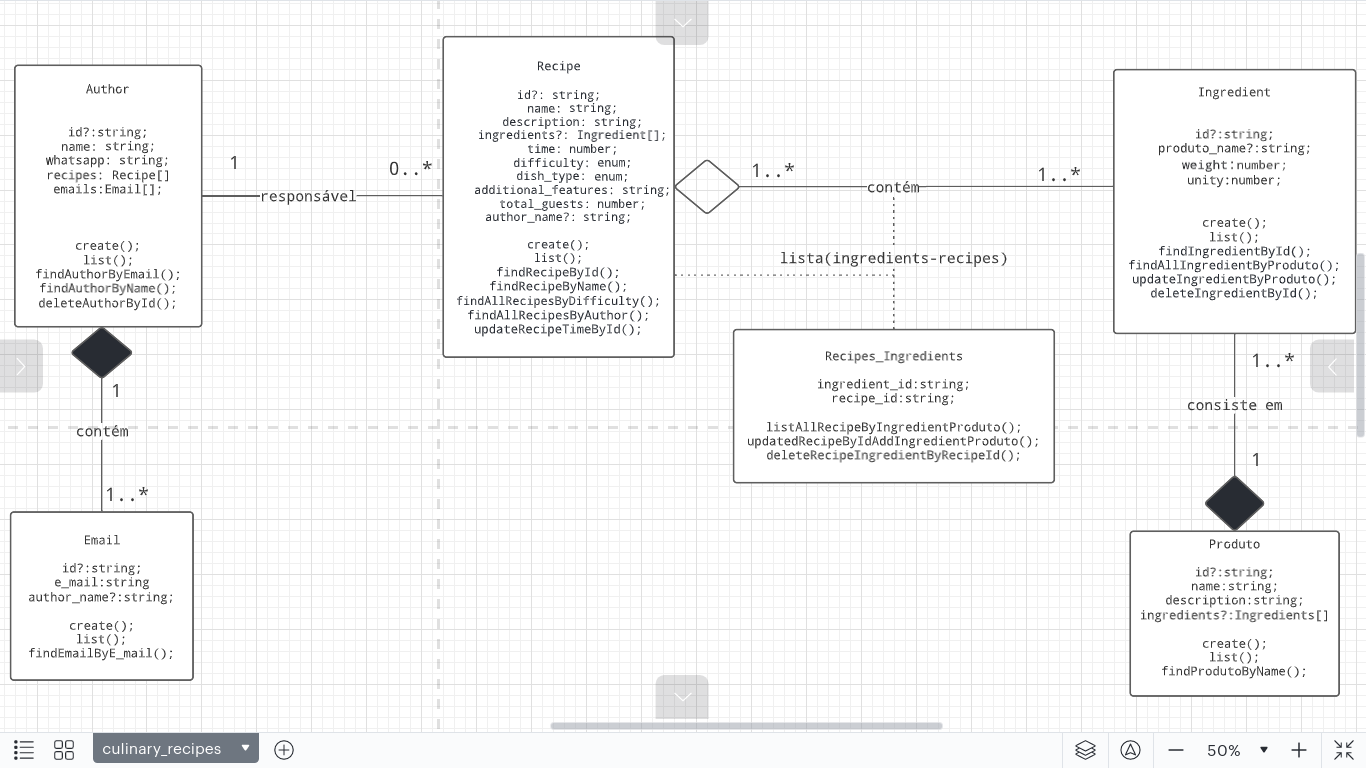 Author
id?:string;
name: string;
whatsapp: string;
recipes: Recipe[]
emails:Email[];
create();
list();
findAuthorByEmail();
findAuthorByName();
deleteAuthorById();
1
0..*
responsável
Recipe
id?: string;
name: string;
description: string;
ingredients?: Ingredient[];
time: number;
difficulty: enum;
dish_type: enum;
additional_features: string;
total_guests: number;
author_name?: string;
create();
list();
findRecipeById();
findRecipeByName();
findAllRecipesByDifficulty();
findAllRecipesByAuthor();
updateRecipeTimeById();
1..*
contém
1..*
lista(ingredients-recipes)
Ingredient
id?:string;
produto_name?:string;
weight:number;
unity:number;
create();
list();
findIngredientById();
findAllIngredientByProduto();
updateIngredientByProduto();
deleteIngredientById();
Recipes_Ingredients
ingredient_id:string;
recipe_id:string;
listAllRecipeByIngredientProduto();
updatedRecipeByIdAddIngredientProduto();
deleteRecipeIngredientByRecipeId();
1
contém
1..*
Email
id?:string;
e_mail:string
author_name?:string;
create();
list();
findEmailByE_mail();
1..*
consiste em
1
Produto
id?:string;
name:string;
description:string;
ingredients?:Ingredients[]
create();
list();
findProdutoByName();
culinary_recipes
50%